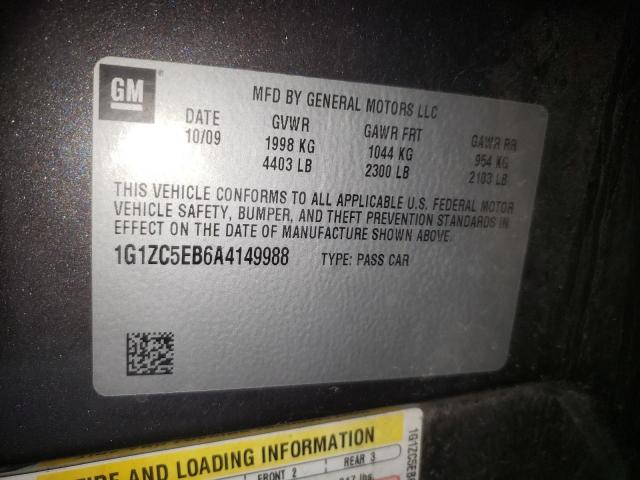 GM
MFD BY GENERAL MOTORS LLC
DATE GVWR GAWR FRT GAWR RR
10/09 1998 KG 1044 KG 954 KG
4403 LB 2300 LB 2103 LB
THIS VEHICLE CONFORMS TO ALL APPLICABLE U.S. FEDERAL MOTOR
VEHICLE SAFETY, BUMPER, AND THEFT PREVENTION STANDARDS IN
EFFECT ON THE DATE OF MANUFACTURE SHOWN ABOVE.
1G1ZC5EB6A4149988 TYPE: PASS CAR
TIRE AND LOADING INFORMATION
FRONT 2 REAR 3
lbs.
1G1ZC5EB